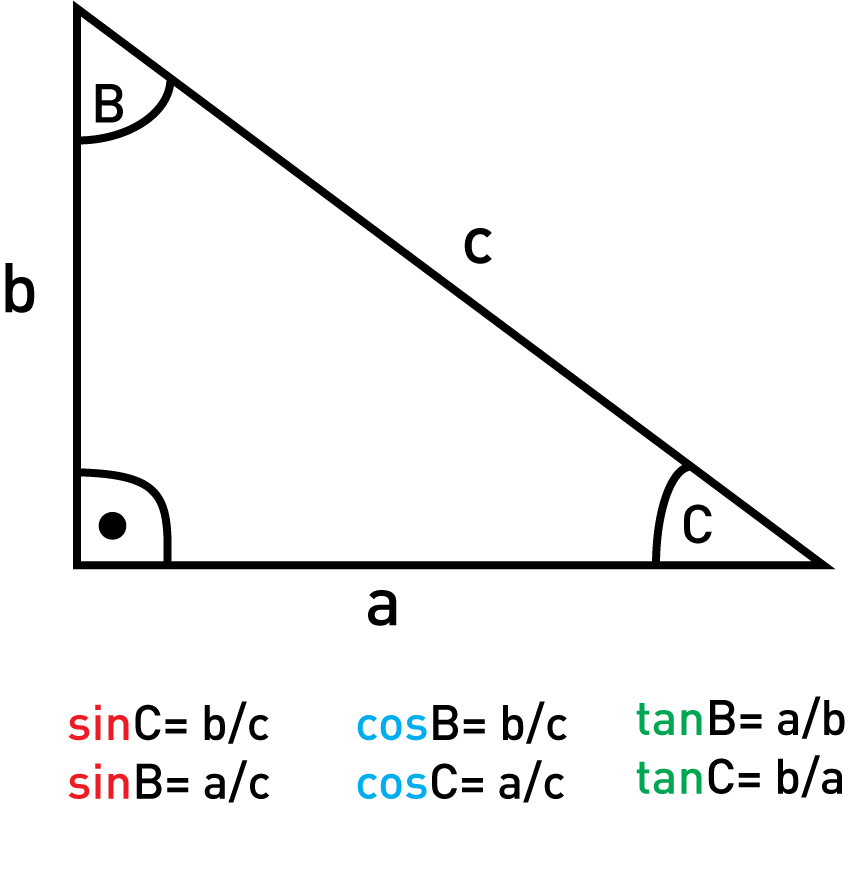 B
c
b
C
a
sinC= b/c cosB= b/c tanB= a/b
sinB= a/c cosC= a/c tanC= b/a